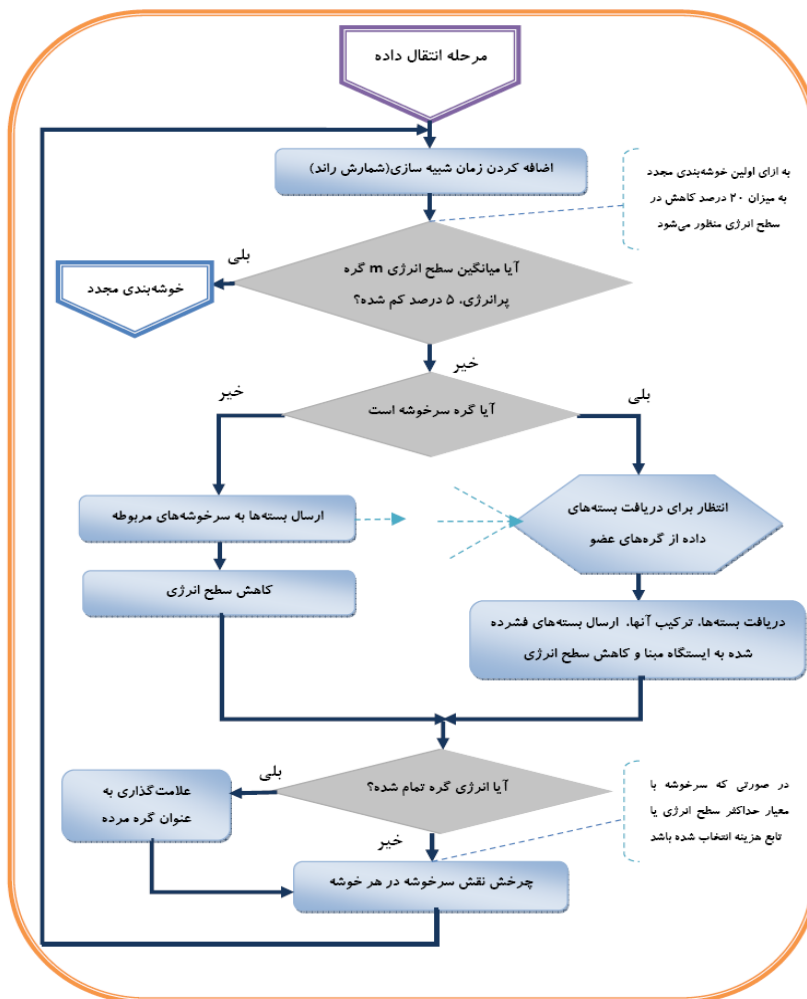 مرحله انتقال داده
اضافه کردن زمان شبیه سازی(شمارش راند)
به ازای اولین خوشه‌بندی مجدد
به میزان ۲۰ درصد کاهش در
سطح انرژی منظور می‌شود
آیا میانگین سطح انرژی m گره
پرانرژی، ۵ درصد کم شده؟
بلی
خوشه‌بندی مجدد
خیر
آیا گره سرخوشه است
بلی
خیر
انتظار برای دریافت بسته‌های
داده از گره‌های عضو
ارسال بسته‌ها به سرخوشه‌های مربوطه
کاهش سطح انرژی
دریافت بسته‌ها، ترکیب آنها، ارسال بسته‌های فشرده
شده به ایستگاه مبنا و کاهش سطح انرژی
آیا انرژی گره تمام شده؟
بلی
علامت‌گذاری به
عنوان گره مرده
خیر
در صورتی که سرخوشه با
معیار حداکثر سطح انرژی یا
تابع هزینه انتخاب شده باشد
چرخش نقش سرخوشه در هر خوشه